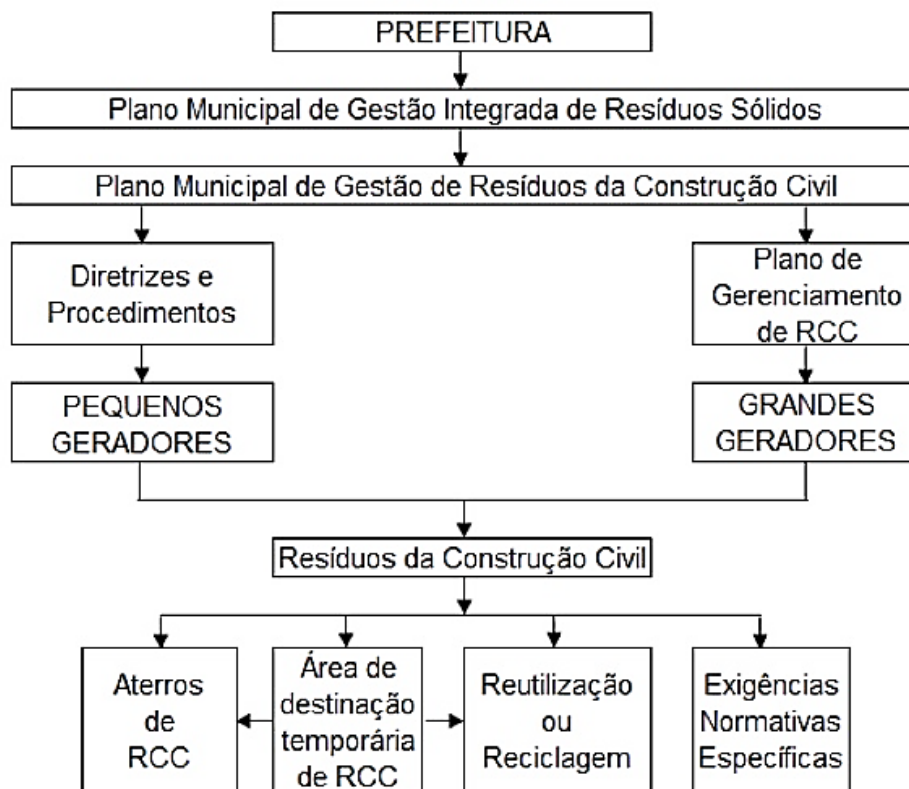 PREFEITURA
Plano Municipal de Gestão Integrada de Resíduos Sólidos
Plano Municipal de Gestão de Resíduos da Construção Civil
Diretrizes e
Procedimentos
Plano de
Gerenciamento
de RCC
PEQUENOS
GERADORES
GRANDES
GERADORES
Resíduos da Construção Civil
Aterros
de
RCC
Área de
destinação
temporária
de RCC
Reutilização
ou
Reciclagem
Exigências
Normativas
Específicas